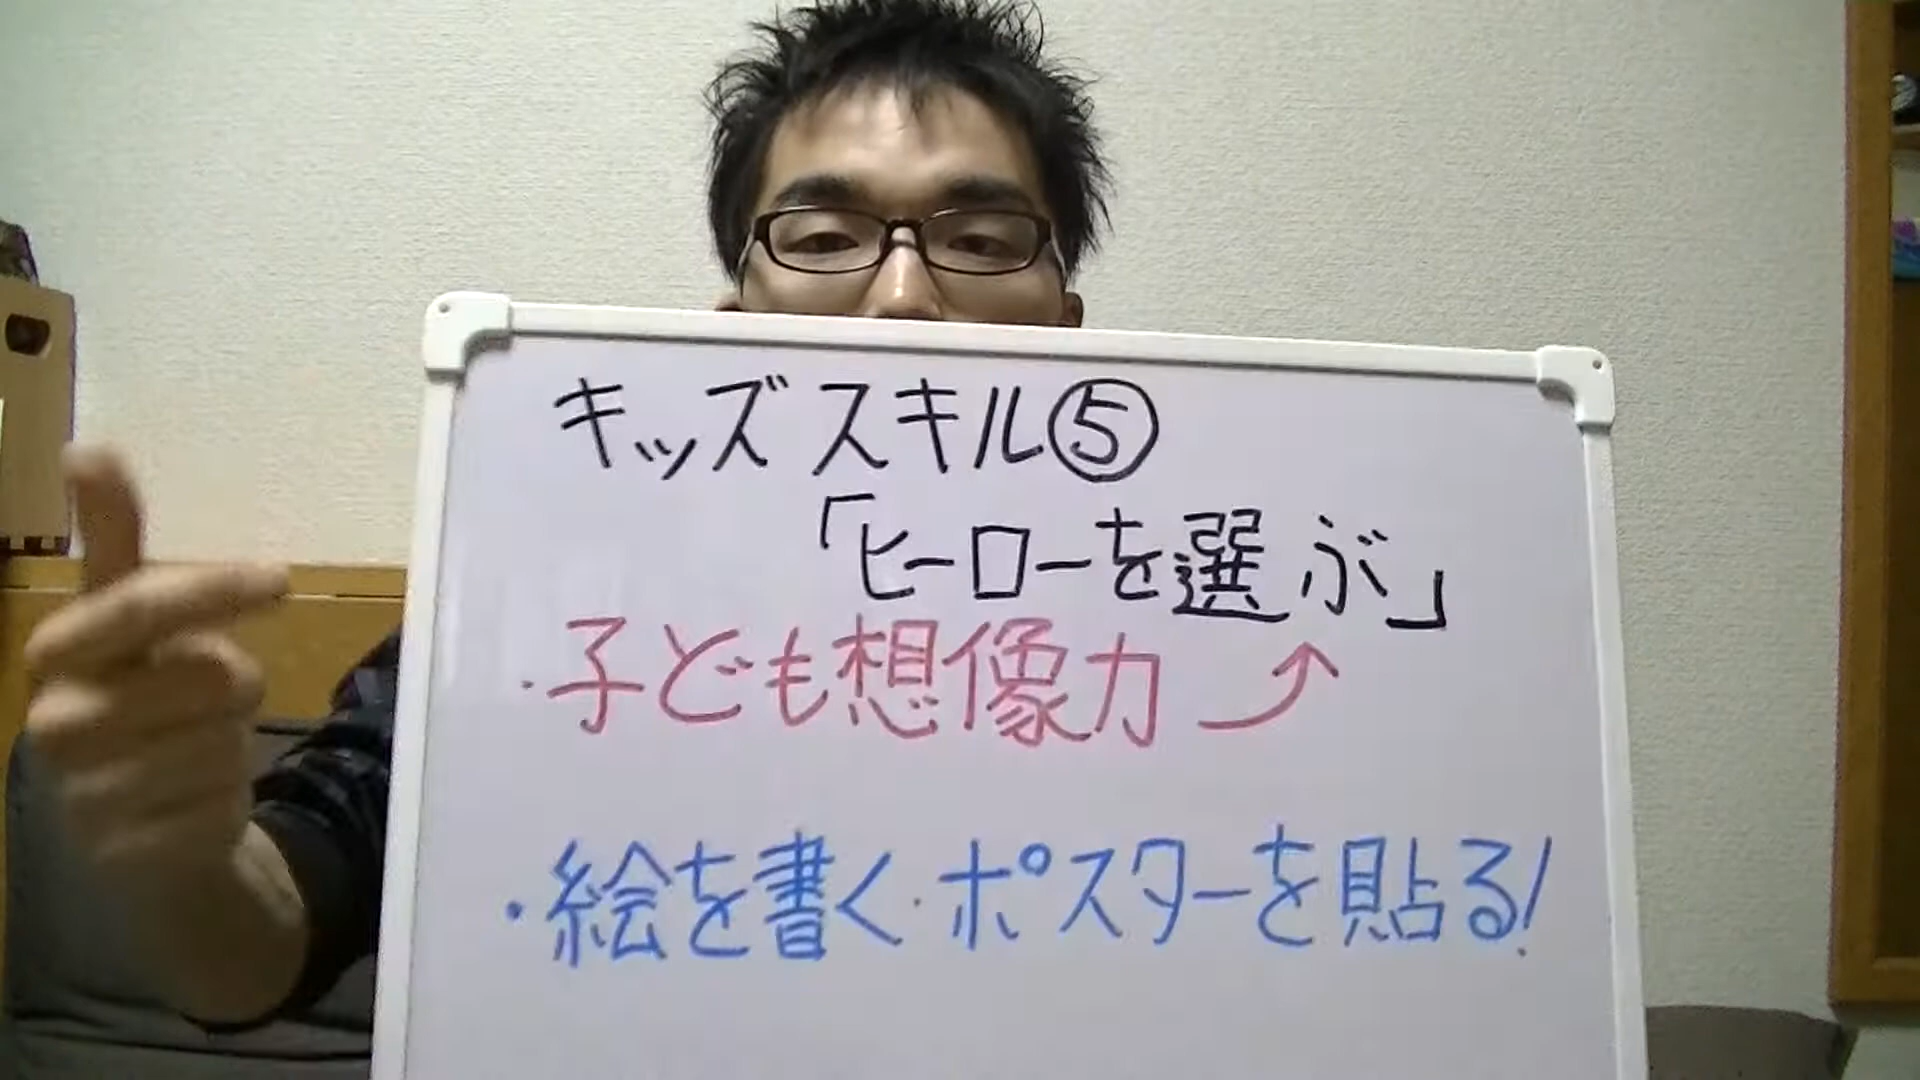 キッズスキル⑤
「ヒーローを選ぶ」
・子ども想像力
・絵を書く・ポスターを貼る!